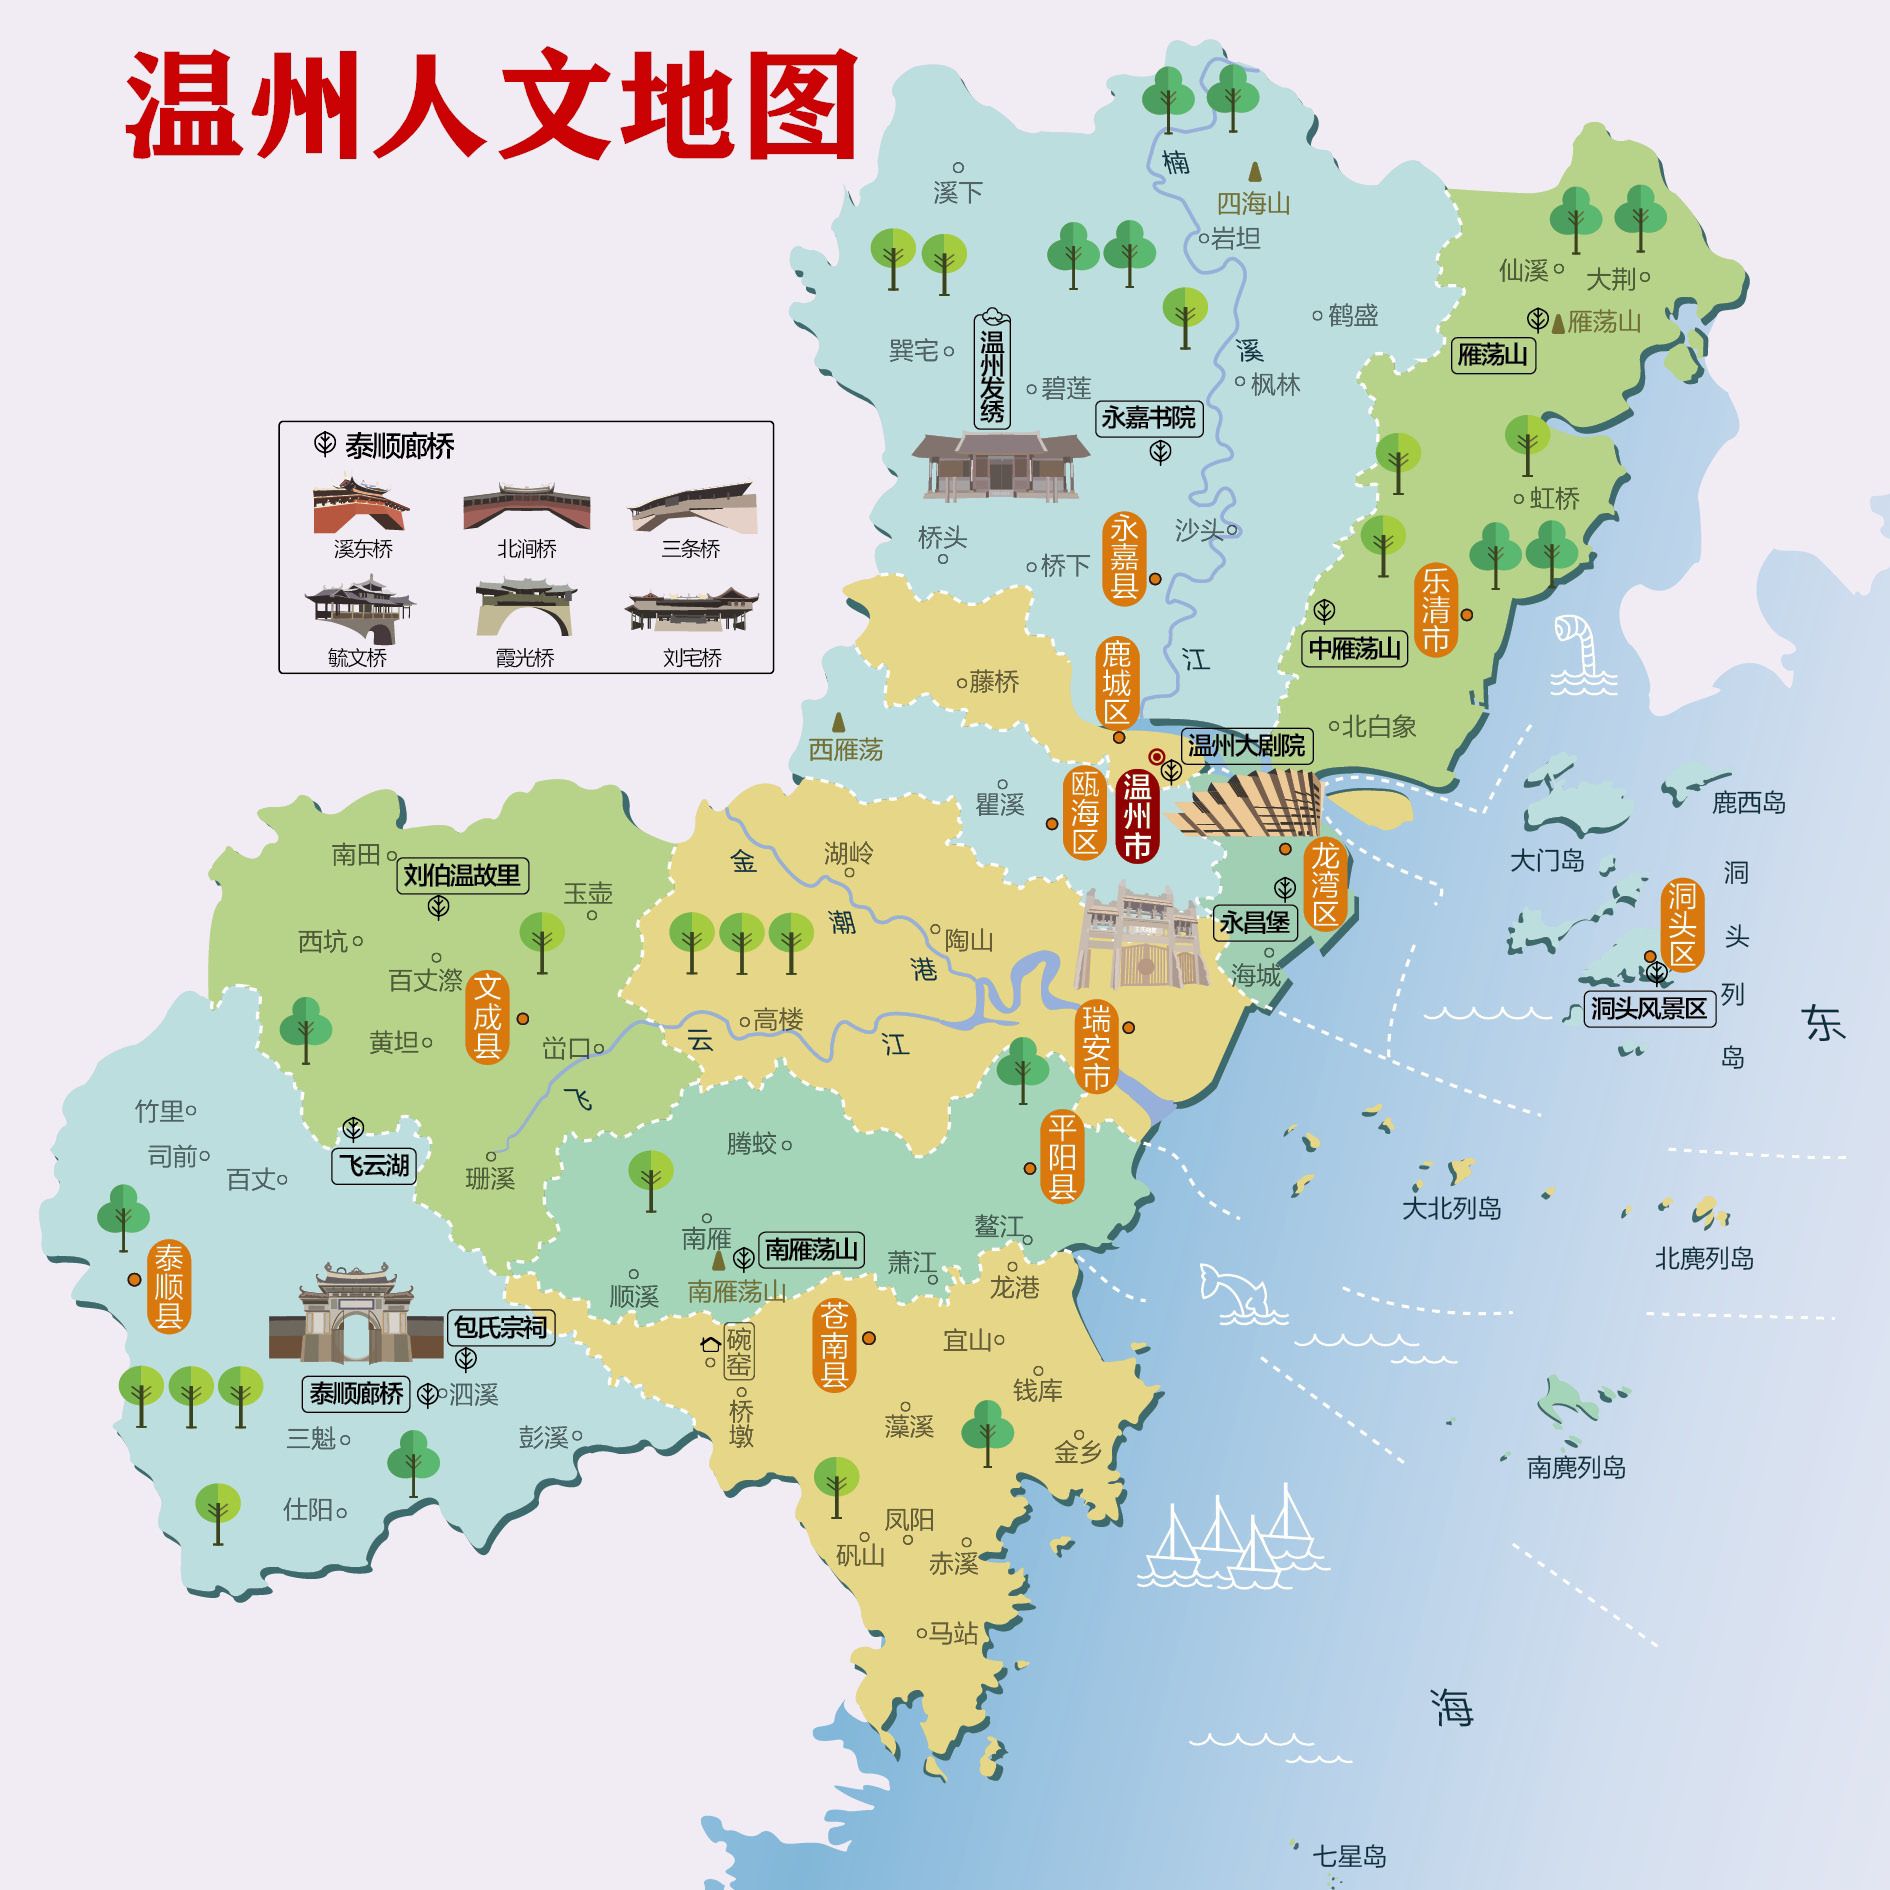 温州人文地图
楠
溪
江
溪下
四海山
岩坦
仙溪
大荆
雁荡山
雁荡山
鹤盛
巽宅
温州发绣
碧莲
枫林
永嘉书院
泰顺廊桥
溪东桥
北涧桥
三条桥
毓文桥
霞光桥
刘宅桥
虹桥
桥头
桥下
永嘉县
沙头
乐清市
中雁荡山
鹿城区
藤桥
北白象
西雁荡
温州大剧院
瞿溪
瓯海区
温州市
龙湾区
鹿西岛
大门岛
洞头列岛
洞头区
洞头风景区
永昌堡
海城
南田
刘伯温故里
玉壶
金潮港
湖岭
陶山
西坑
百丈漈
文成县
黄坦
峃口
高楼
飞云江
瑞安市
东海
竹里
司前
百丈
飞云湖
珊溪
腾蛟
平阳县
大北列岛
北麂列岛
泰顺县
南雁
南雁荡山
南雁荡山
顺溪
萧江
鳌江
龙港
包氏宗祠
泰顺廊桥
泗溪
碗窑
桥墩
苍南县
宜山
钱库
藻溪
金乡
三魁
彭溪
仕阳
南麂列岛
凤阳
矾山
赤溪
马站
七星岛